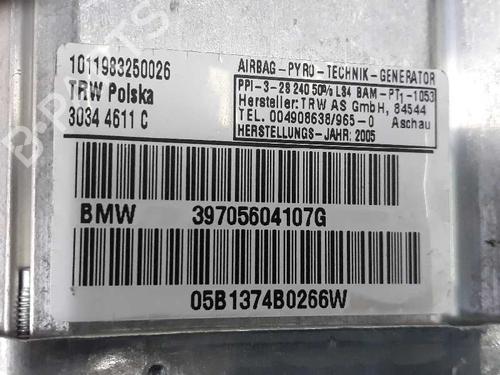 1011983250026
TRW Polska
3034 4611 C
AIRBAG-PYRO-TECHNIK-GENERATOR
PPI-3-28 240 50% L84 BAM-PT1-1053
Hersteller: TRW AS GmbH, 84544
TEL. 004908638/965-0 Aschau
HERSTELLUNGS-JAHR: 2005
BMW 39705604107G
05B1374B0266W